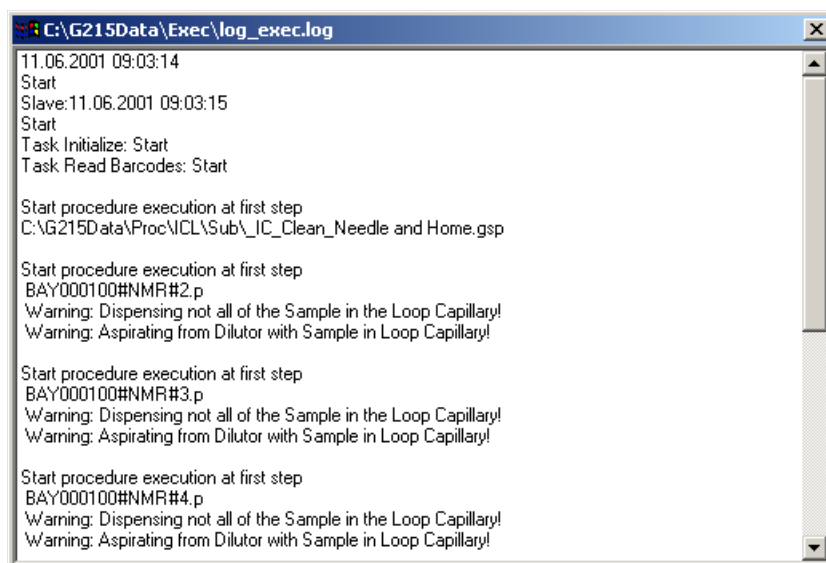 C:\G215Data\Exec\log_exec.log
11.06.2001 09:03:14
Start
Slave:11.06.2001 09:03:15
Start
Task Initialize: Start
Task Read Barcodes: Start
Start procedure execution at first step
C:\G215Data\Proc\ICL\Sub\_IC_Clean_Needle and Home.gsp
Start procedure execution at first step
BAY000100#NMR#2.p
Warning: Dispensing not all of the Sample in the Loop Capillary!
Warning: Aspirating from Dilutor with Sample in Loop Capillary!
Start procedure execution at first step
BAY000100#NMR#3.p
Warning: Dispensing not all of the Sample in the Loop Capillary!
Warning: Aspirating from Dilutor with Sample in Loop Capillary!
Start procedure execution at first step
BAY000100#NMR#4.p
Warning: Dispensing not all of the Sample in the Loop Capillary!
Warning: Aspirating from Dilutor with Sample in Loop Capillary!